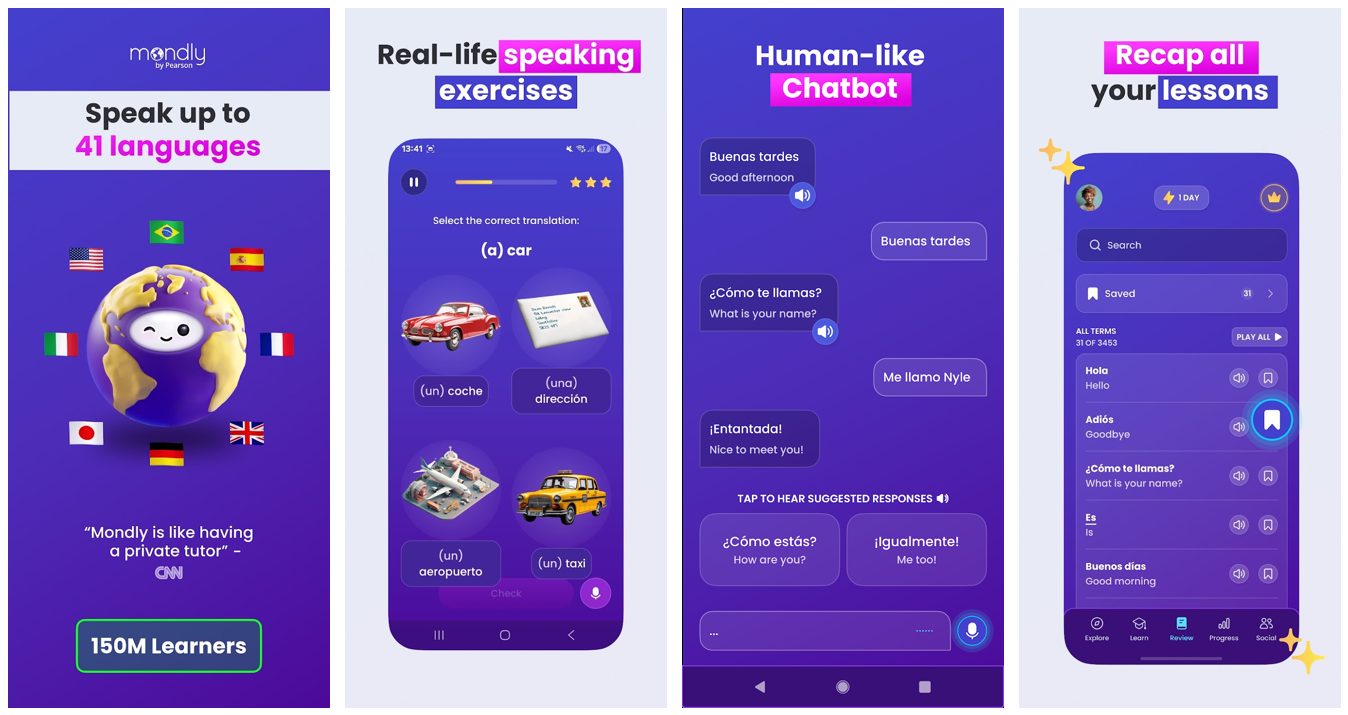 mondly
by Pearson
Speak up to
41 languages
“Mondly is like having
a private tutor” -
CNN
150M Learners
Real-life speaking
exercises
13:41
37
Select the correct translation:
(a) car
(un) coche
(una)
dirección
(un)
aeropuerto
(un) taxi
Check
Human-like
Chatbot
Buenas tardes
Good afternoon
Buenas tardes
¿Cómo te llamas?
What is your name?
Me llamo Nyle
¡Entantada!
Nice to meet you!
TAP TO HEAR SUGGESTED RESPONSES
¿Cómo estás?
How are you?
¡Igualmente!
Me too!
...
Recap all
your lessons
1 DAY
Search
Saved 31
ALL TERMS
31 OF 3453
PLAY ALL
Hola
Hello
Adiós
Goodbye
¿Cómo te llamas?
What is your name?
Es
Is
Buenos días
Good morning
Explore Learn Review Progress Social